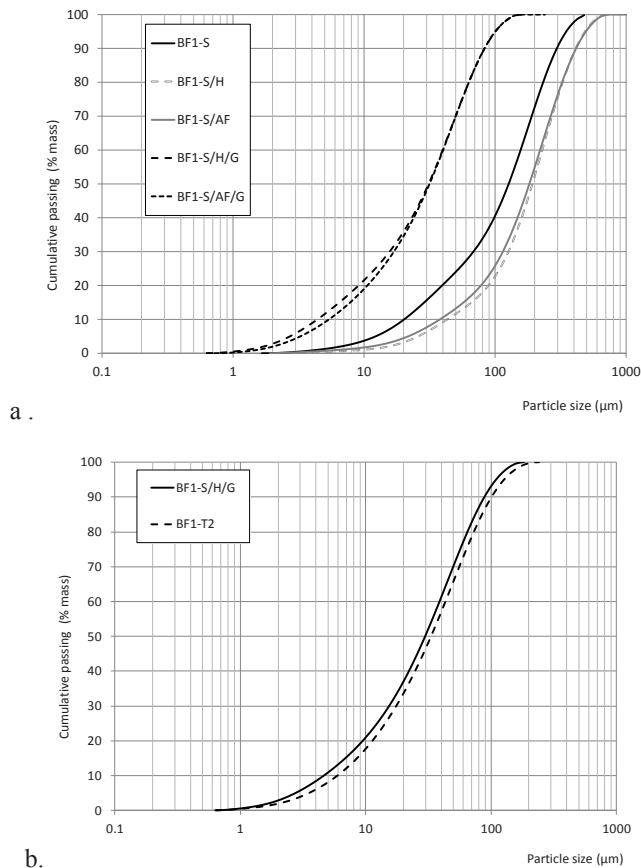 100
90
80
70
60
50
40
30
20
10
0
Cumulative passing (% mass)
BF1-S
BF1-S/H
BF1-S/AF
BF1-S/H/G
BF1-S/AF/G
0.1 1 10 100 1000
Particle size (µm)
a .
100
90
80
70
60
50
40
30
20
10
0
Cumulative passing (% mass)
BF1-S/H/G
BF1-T2
0.1 1 10 100 1000
Particle size (µm)
b.